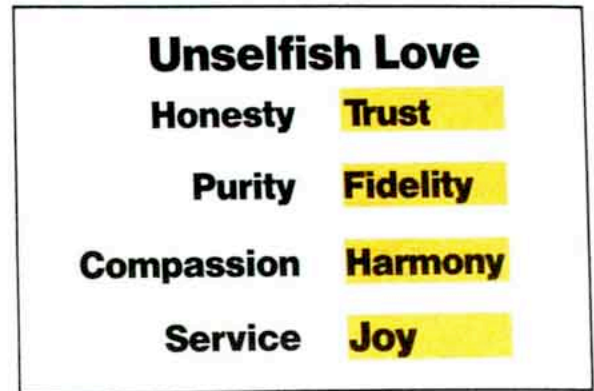 Unselfish Love
Honesty Trust
Purity Fidelity
Compassion Harmony
Service Joy